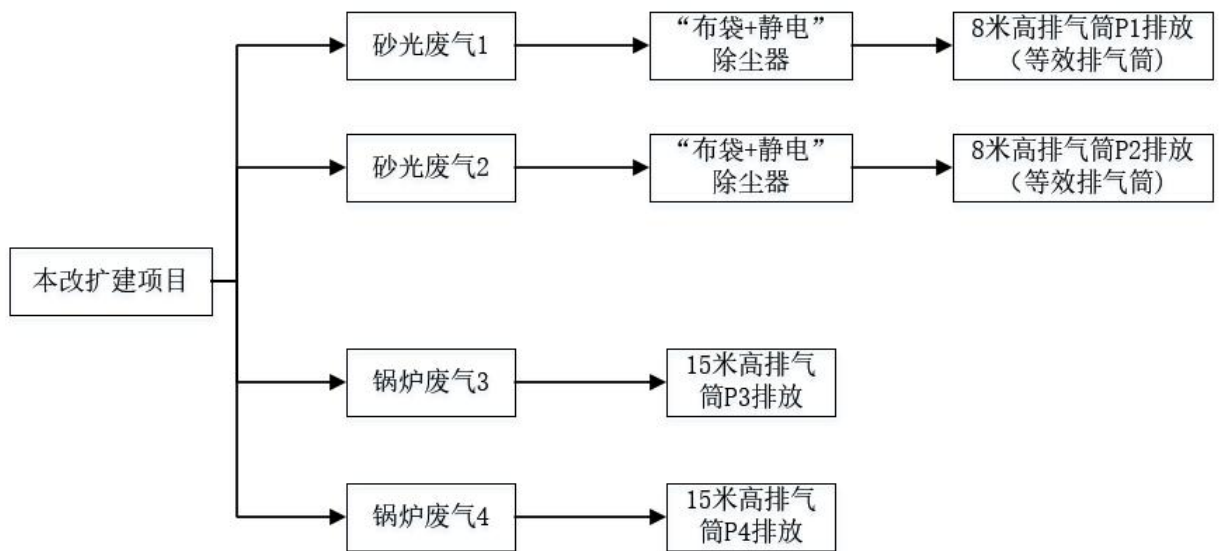 砂光废气1
“布袋+静电”
除尘器
8米高排气筒P1排放
（等效排气筒)
砂光废气2
“布袋+静电”
除尘器
8米高排气筒P2排放
（等效排气筒)
本改扩建项目
锅炉废气3
15米高排气
筒P3排放
锅炉废气4
15米高排气
筒P4排放